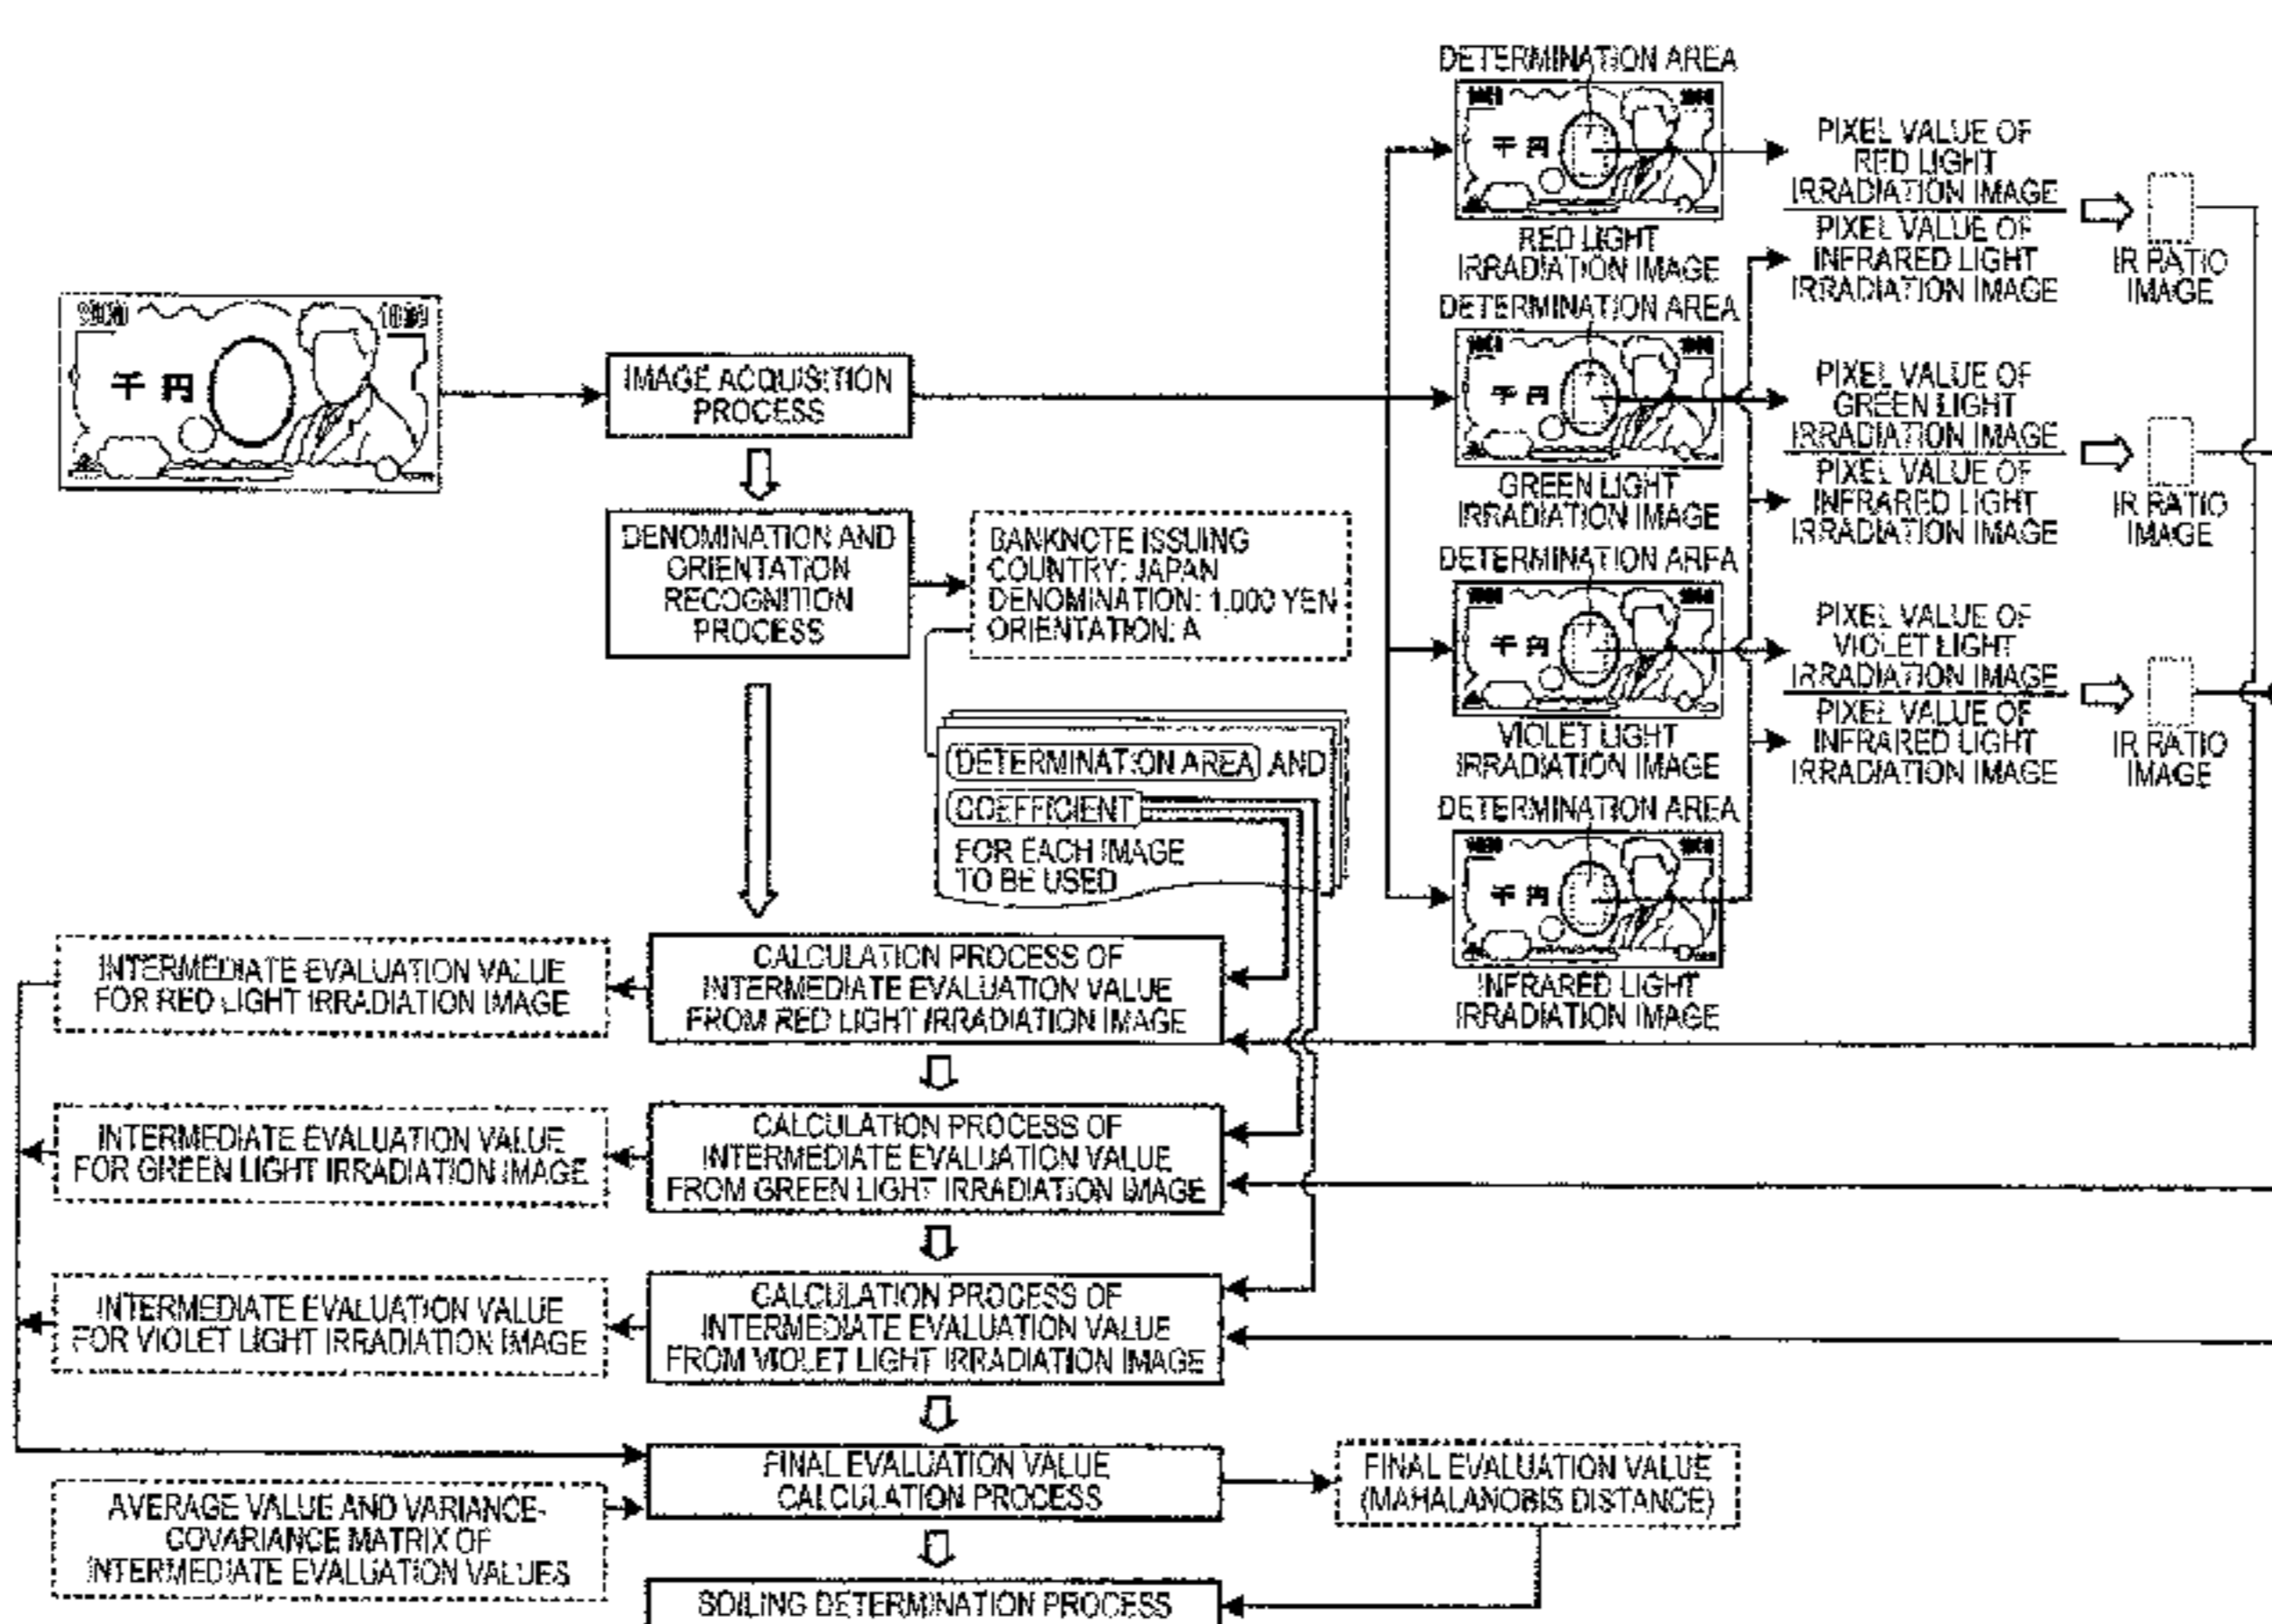 DETERMINATION AREA
千円
RED LIGHT
IRRADIATION IMAGE
PIXEL VALUE OF
RED LIGHT
IRRADIATION IMAGE
PIXEL VALUE OF
INFRARED LIGHT
IRRADIATION IMAGE
IR RATIO
IMAGE
千円
IMAGE ACQUISITION
PROCESS
DETERMINATION AREA
千円
GREEN LIGHT
IRRADIATION IMAGE
PIXEL VALUE OF
GREEN LIGHT
IRRADIATION IMAGE
PIXEL VALUE OF
INFRARED LIGHT
IRRADIATION IMAGE
IR RATIO
IMAGE
DENOMINATION AND
ORIENTATION
RECOGNITION
PROCESS
BANKNOTE ISSUING
COUNTRY: JAPAN
DENOMINATION: 1,000 YEN
ORIENTATION: A
DETERMINATION AREA
千円
VIOLET LIGHT
IRRADIATION IMAGE
PIXEL VALUE OF
VIOLET LIGHT
IRRADIATION IMAGE
PIXEL VALUE OF
INFRARED LIGHT
IRRADIATION IMAGE
IR RATIO
IMAGE
DETERMINATION AREA AND
COEFFICIENT
FOR EACH IMAGE
TO BE USED
DETERMINATION AREA
千円
INFRARED LIGHT
IRRADIATION IMAGE
INTERMEDIATE EVALUATION VALUE
FOR RED LIGHT IRRADIATION IMAGE
CALCULATION PROCESS OF
INTERMEDIATE EVALUATION VALUE
FROM RED LIGHT IRRADIATION IMAGE
INTERMEDIATE EVALUATION VALUE
FOR GREEN LIGHT IRRADIATION IMAGE
CALCULATION PROCESS OF
INTERMEDIATE EVALUATION VALUE
FROM GREEN LIGHT IRRADIATION IMAGE
INTERMEDIATE EVALUATION VALUE
FOR VIOLET LIGHT IRRADIATION IMAGE
CALCULATION PROCESS OF
INTERMEDIATE EVALUATION VALUE
FROM VIOLET LIGHT IRRADIATION IMAGE
FINAL EVALUATION VALUE
CALCULATION PROCESS
FINAL EVALUATION VALUE
(MAHALANOBIS DISTANCE)
AVERAGE VALUE AND VARIANCE-
COVARIANCE MATRIX OF
INTERMEDIATE EVALUATION VALUES
SOILING DETERMINATION PROCESS